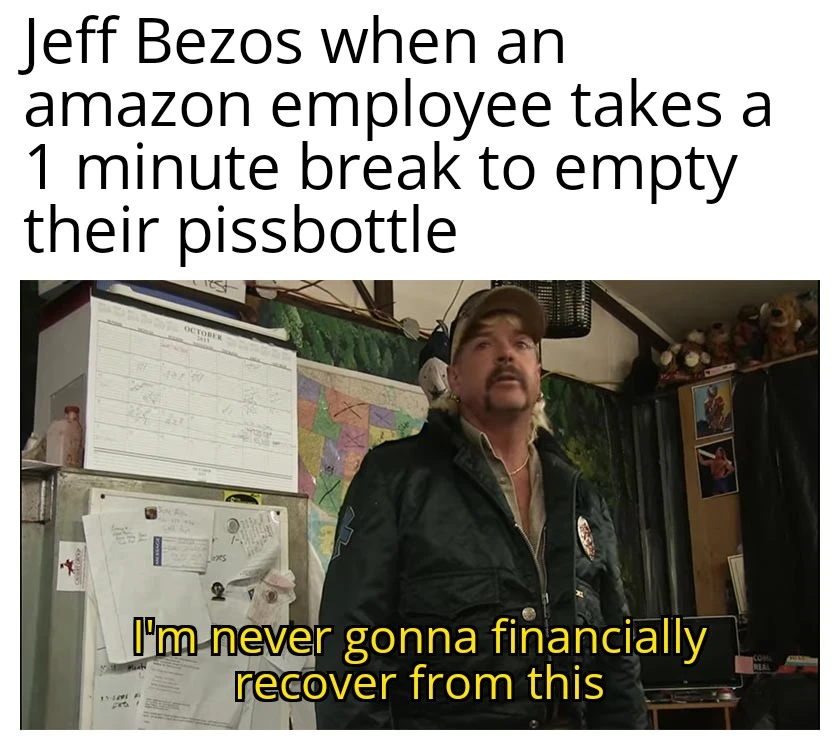 Jeff Bezos when an
amazon employee takes a
1 minute break to empty
their pissbottle
OCTOBER
I'm never gonna financially
recover from this